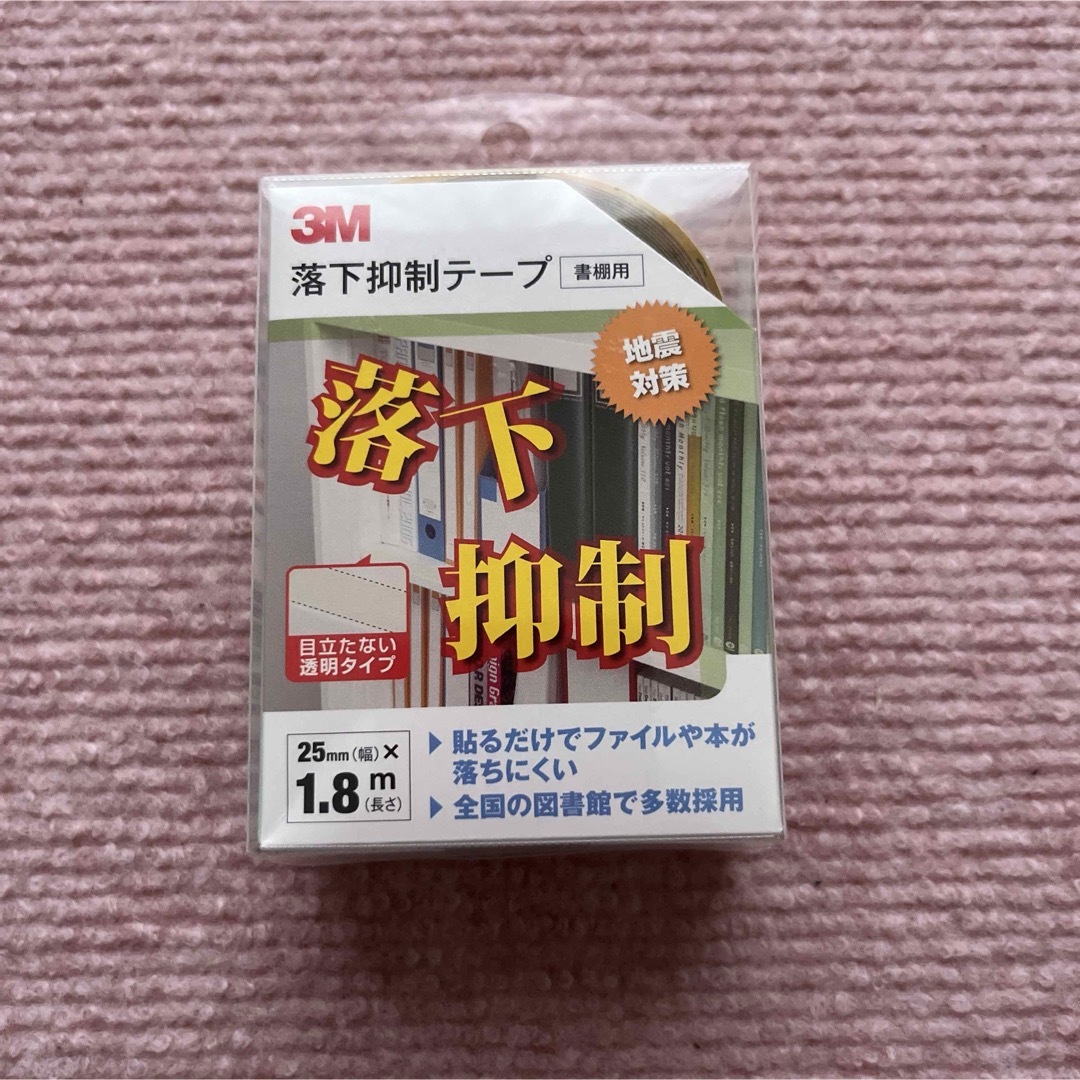 3M
落下抑制テープ 書棚用
地震
対策
落下
抑制
目立たない
透明タイプ
25mm(幅)×
1.8m(長さ)
貼るだけでファイルや本が
落ちにくい
全国の図書館で多数採用